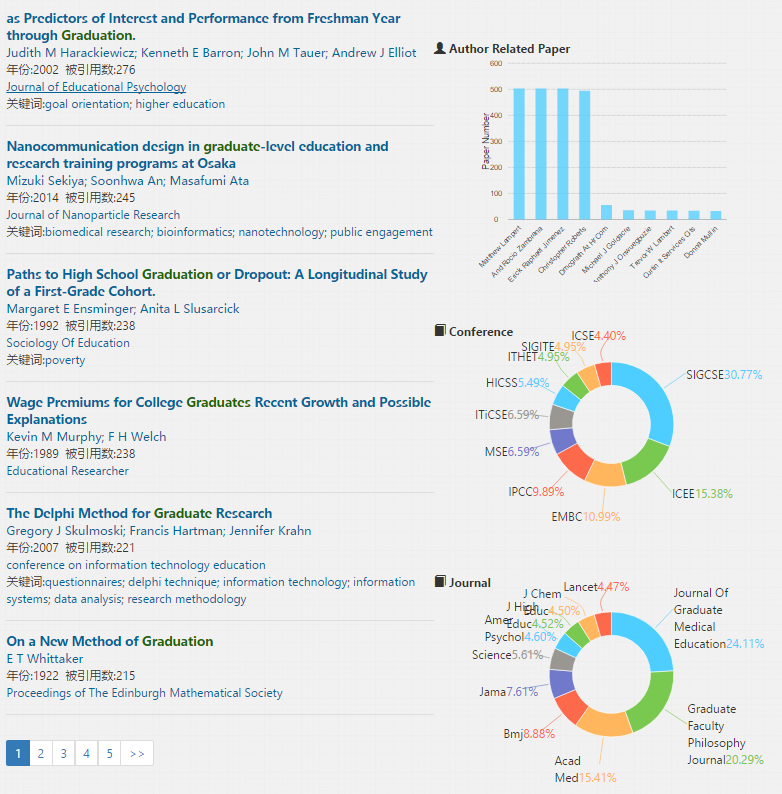 as Predictors of Interest and Performance from Freshman Year
through Graduation.
Judith M Harackiewicz; Kenneth E Barron; John M Tauer; Andrew J Elliot
年份:2002 被引用数:276
Journal of Educational Psychology
关键词:goal orientation; higher education
Nanocommunication design in graduate-level education and
research training programs at Osaka
Mizuki Sekiya; Soonhwa An; Masafumi Ata
年份:2014 被引用数:245
Journal of Nanoparticle Research
关键词:biomedical research; bioinformatics; nanotechnology; public engagement
Paths to High School Graduation or Dropout: A Longitudinal Study
of a First-Grade Cohort.
Margaret E Ensminger; Anita L Slusarcick
年份:1992 被引用数:238
Sociology Of Education
关键词:poverty
Wage Premiums for College Graduates Recent Growth and Possible
Explanations
Kevin M Murphy; F H Welch
年份:1989 被引用数:238
Educational Researcher
The Delphi Method for Graduate Research
Gregory J Skulmoski; Francis Hartman; Jennifer Krahn
年份:2007 被引用数:221
conference on information technology education
关键词:questionnaires; delphi technique; information technology; information
systems; data analysis; research methodology
On a New Method of Graduation
E T Whittaker
年份:1922 被引用数:215
Proceedings of The Edinburgh Mathematical Society
1 2 3 4 5 >>
Author Related Paper
Paper Number
600
500
400
300
200
100
0
Matthew Lampert
And Rocio Zambrana
Erick Raphael Jimenez
Christopher Roberts
Dmograth At Hr Com
Michael J Goldacre
Anthony J Onwuegbuzie
Trevor W Lambert
Curtin It Services Cits
Donna Mullin
Conference
ICSE4.40%
SIGITE4.95%
ITHET4.95%
HICSS5.49%
ITiCSE6.59%
MSE6.59%
IPCC9.89%
EMBC10.99%
ICEE15.38%
SIGCSE30.77%
Journal
Lancet4.47%
J Chem
Educ4.50%
J High
Educ4.52%
Amer
Psychol4.60%
Science5.61%
Jama7.61%
Bmj8.88%
Acad
Med15.41%
Graduate
Faculty
Philosophy
Journal20.29%
Journal Of
Graduate
Medical
Education24.11%